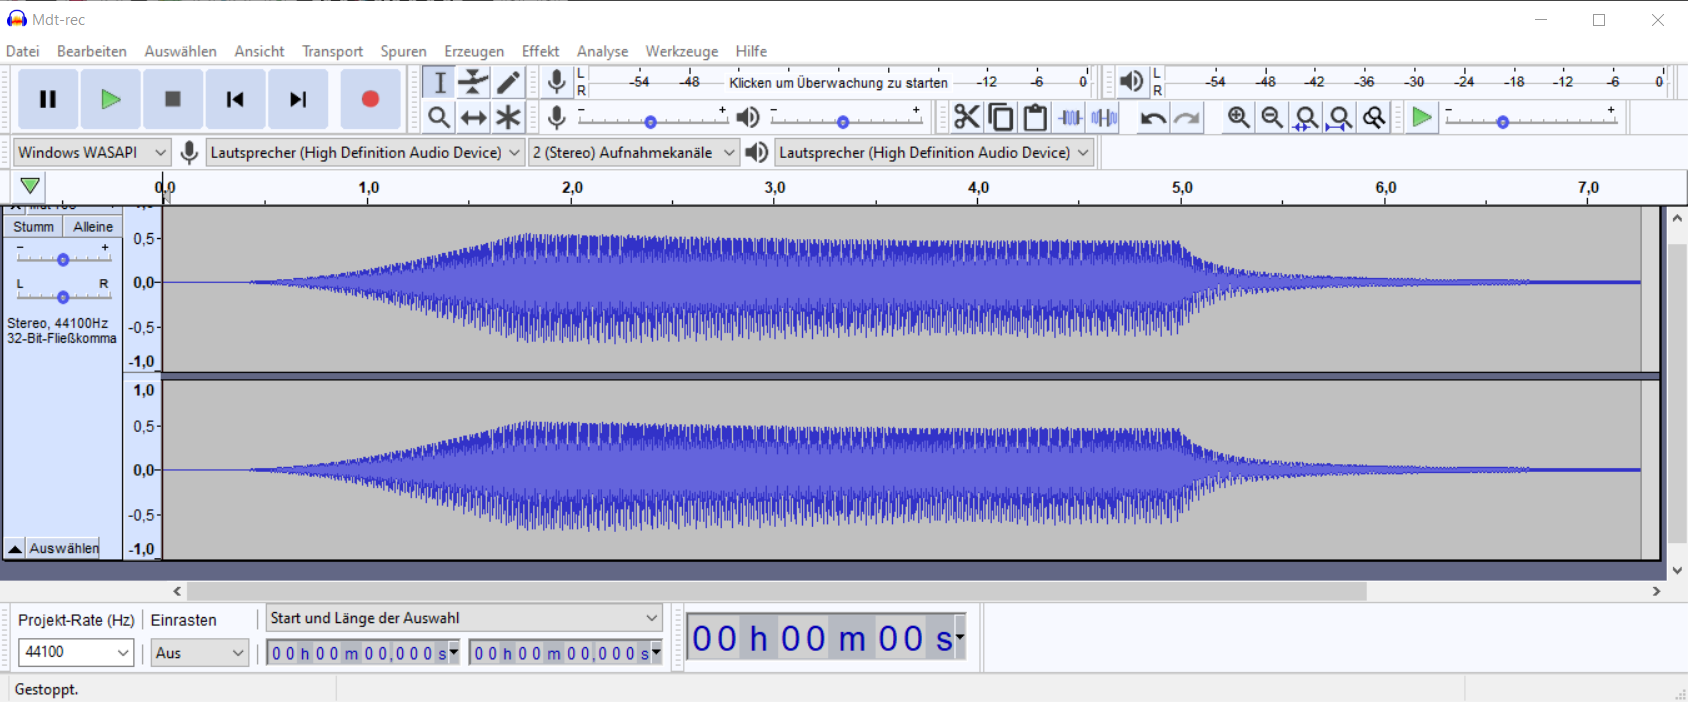 Mdt-rec
Datei Bearbeiten Auswählen Ansicht Transport Spuren Erzeugen Effekt Analyse Werkzeuge Hilfe
L R -54 -48 Klicken um Überwachung zu starten -12 -6 0
L R -54 -48 -42 -36 -30 -24 -18 -12 -6 0
- + - + - +
Windows WASAPI Lautsprecher (High Definition Audio Device) 2 (Stereo) Aufnahmekanäle Lautsprecher (High Definition Audio Device)
0,0 1,0 2,0 3,0 4,0 5,0 6,0 7,0
Stumm Alleine
- +
L R
Stereo, 44100Hz
32-Bit-Fließkomma
0,5
0,0
-0,5
-1,0
1,0
0,5
0,0
-0,5
-1,0
Auswählen
Projekt-Rate (Hz) Einrasten Start und Länge der Auswahl
44100 Aus 00 h 00 m 00,000 s 00 h 00 m 00,000 s
00 h 00 m 00 s
Gestoppt.